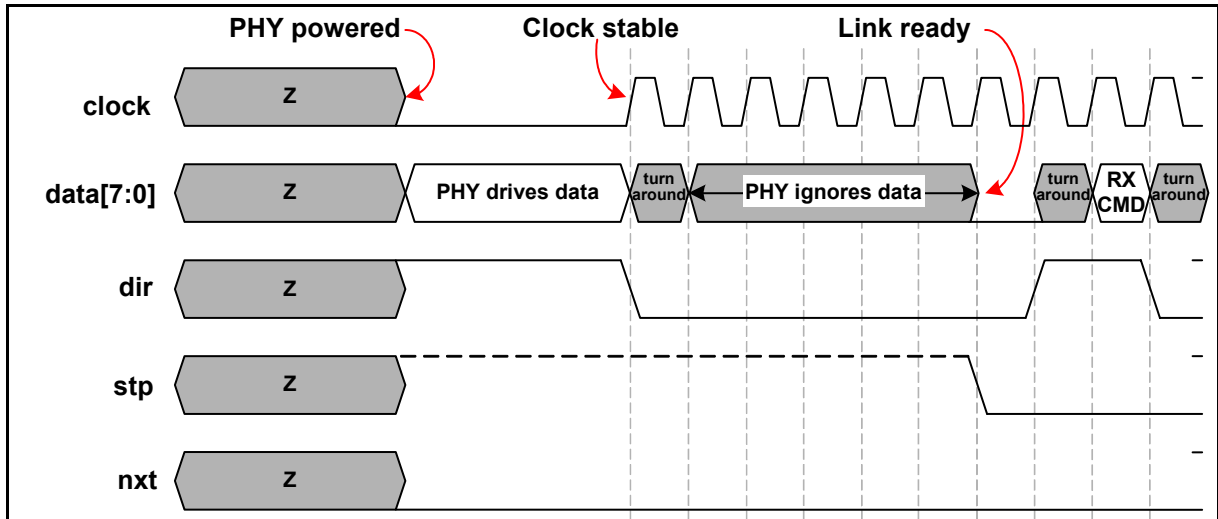 PHY powered
Clock stable
Link ready
clock
Z
data[7:0]
Z
PHY drives data
turn
around
PHY ignores data
turn
around
RX
CMD
turn
around
dir
Z
stp
Z
nxt
Z